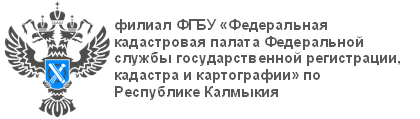 филиал ФГБУ «Федеральная
кадастровая палата Федеральной
службы государственной регистрации,
кадастра и картографии» по
Республике Калмыкия